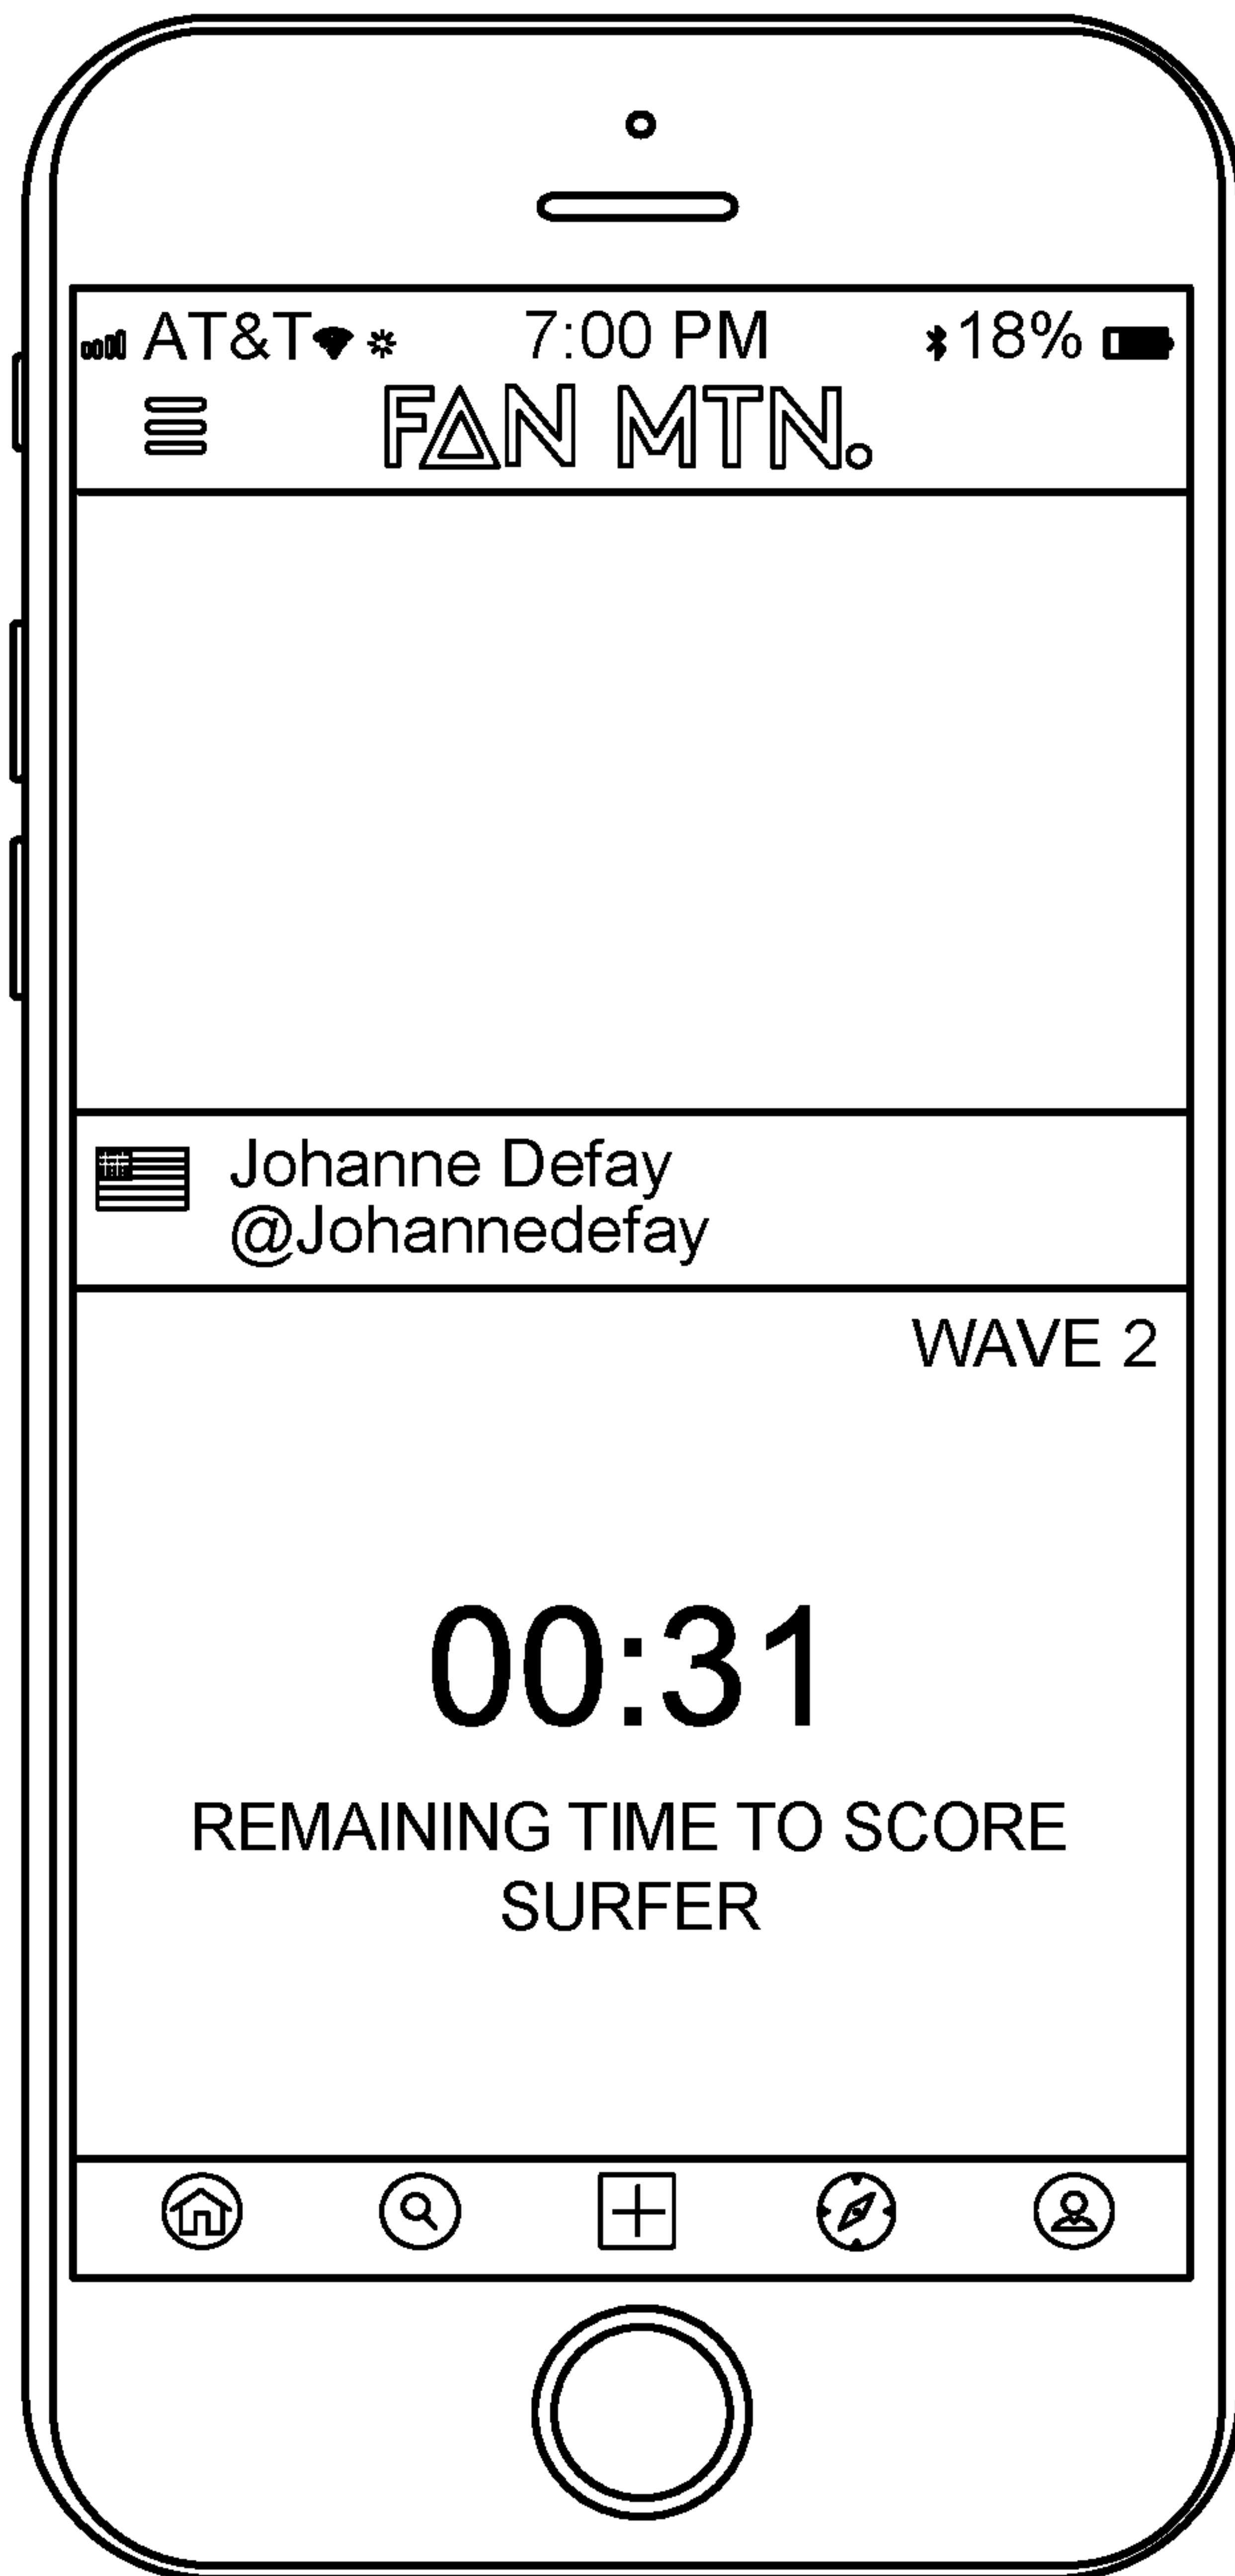 AT&T 7:00 PM 18%
FAN MTN.
Johanne Defay
@Johannedefay
WAVE 2
00:31
REMAINING TIME TO SCORE
SURFER